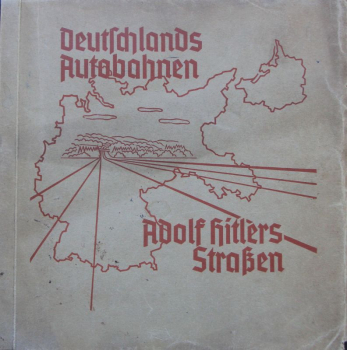 Deutschlands
Autobahnen
Adolf Hitlers
Straßen